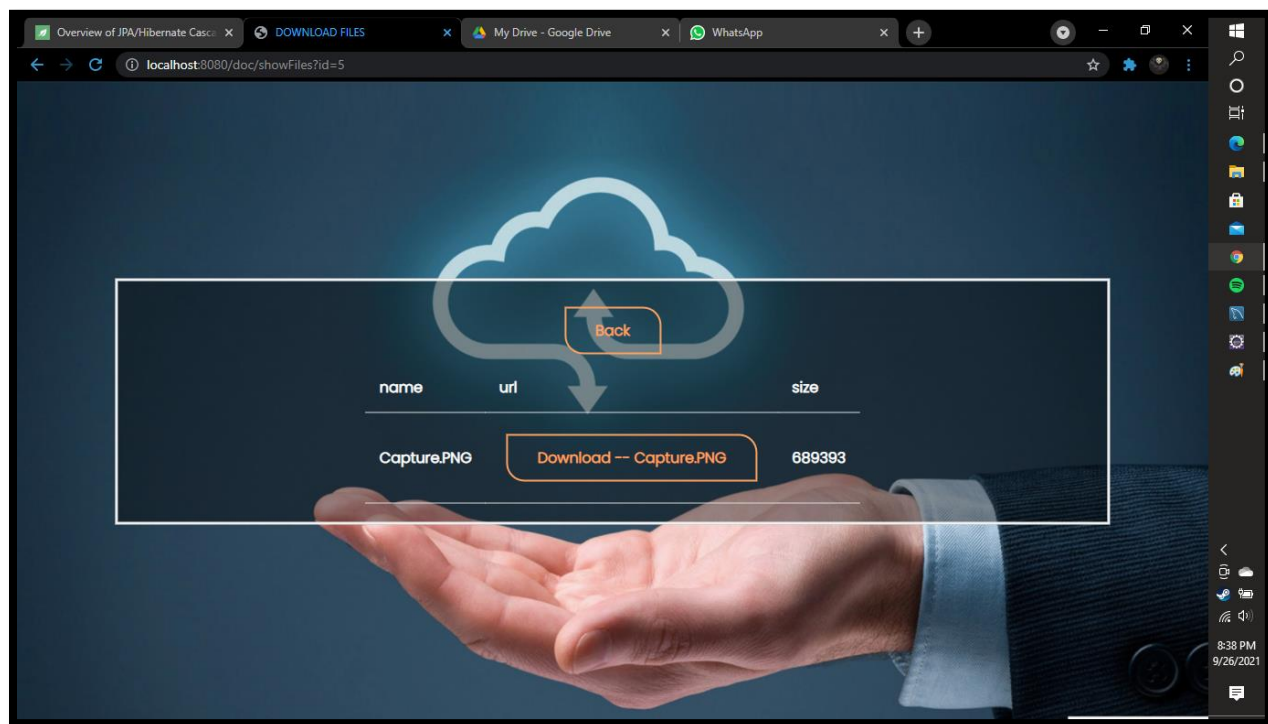 Overview of JPA/Hibernate Casca
DOWNLOAD FILES
My Drive - Google Drive
WhatsApp
localhost:8080/doc/showFiles?id=5
Back
name url size
Capture.PNG Download -- Capture.PNG 689393
8:38 PM
9/26/2021